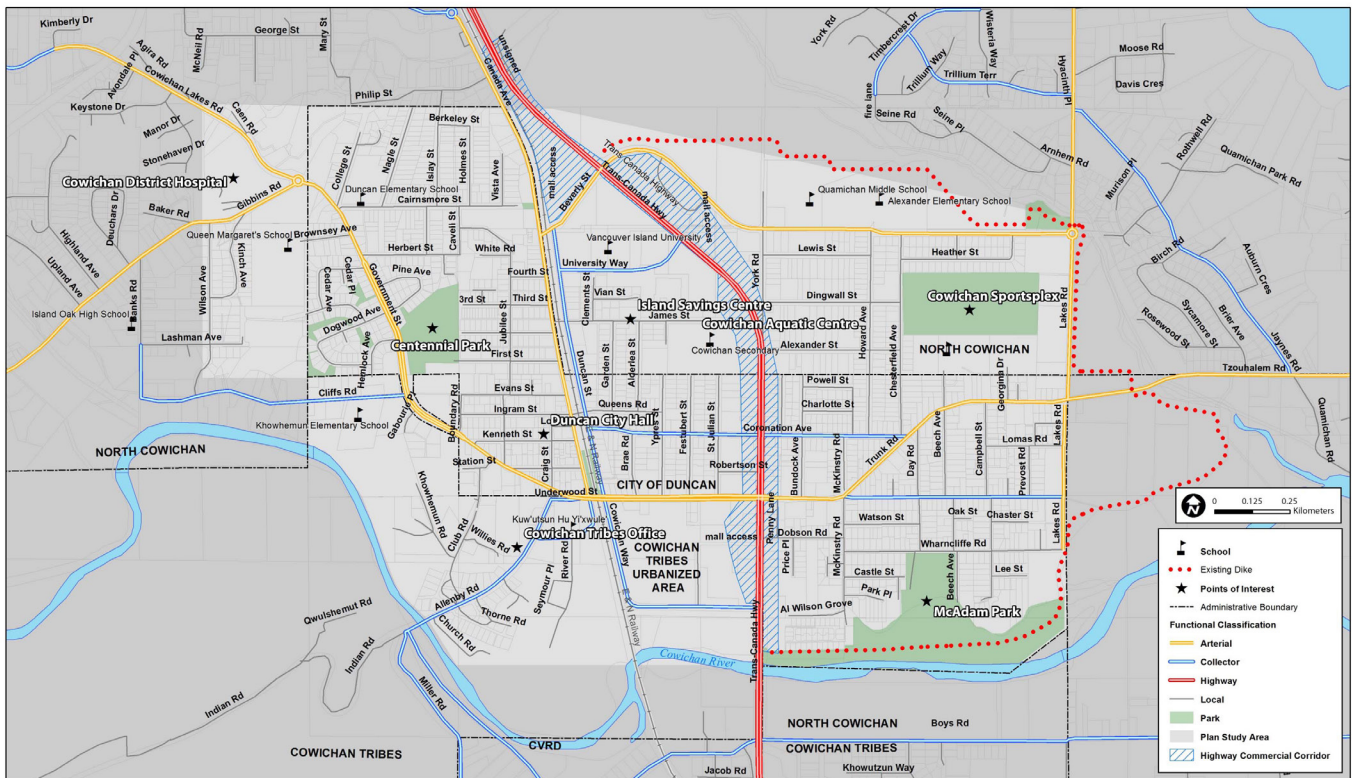 Kimberly Dr
McNeil Rd
George St
Mary St
Agira Rd
Avondale Pl
Cowichan Lakes Rd
Keystone Dr
Caen Rd
Manor Dr
Stonehaven Dr
Philip St
Canada Ave
unsigned
York Rd
Timbercrest Dr
Trillium Way
Wisteria Way
Trillium Terr
fire lane
Seine Rd
Seine Pl
Hyacinth Pl
Moose Rd
Davis Cres
Arnhem Rd
Rothwell Rd
Quamichan Park Rd
Murison Pl
Berkeley St
College St
Nagle St
Islay St
Holmes St
Vista Ave
mall access
Beverly St
Trans Canada Highway
Trans-Canada Hwy
mall access
Cowichan District Hospital
Gibbins Rd
Duncan Elementary School
Cairnsmore St
Quamichan Middle School
Alexander Elementary School
Deuchars Dr
Baker Rd
Queen Margaret's School
Brownsey Ave
Highland Ave
Upland Ave
Wilson Ave
Kinch Ave
Herbert St
Cavell St
White Rd
Vancouver Island University
University Way
Lewis St
Heather St
York Rd
Birch Rd
Auburn Cres
Pine Ave
Cedar Ave
Cedar Pl
Government St
Fourth St
Third St
3rd St
Jubilee St
Clements St
Vian St
Island Savings Centre
James St
Dingwall St
Cowichan Sportsplex
Lakes Rd
Island Oak High School
Banks Rd
Dogwood Ave
Cowichan Aquatic Centre
Rosewood St
Sycamore St
Brier Ave
Jaynes Rd
Lashman Ave
Hemlock Ave
Centennial Park
First St
Garden St
Alderlea St
Cowichan Secondary
Alexander St
Howard Ave
Chesterfield Ave
NORTH COWICHAN
Tzouhalem Rd
Cliffs Rd
Gabourie Pl
Boundary Rd
Evans St
Duncan St
Queens Rd
Powell St
Georgina Dr
Ingram St
Charlotte St
Khowhemun Elementary School
Duncan City Hall
Ypres St
Festubert St
St Julian St
Coronation Ave
Lakes Rd
Quamichan Rd
NORTH COWICHAN
Kenneth St
Craig St
E & N Railway
Brae Rd
Trunk Rd
Day Rd
Beech Ave
Campbell St
Lomas Rd
Prevost Rd
Station St
Robertson St
Bundock Ave
McKinstry Rd
CITY OF DUNCAN
Underwood St
Khowhemun Rd
Club Rd
Kuw'utsun Hu Yi'xwule
Cowichan Tribes Office
Willies Rd
Cowichan Way
mall access
Penny Lane
Dobson Rd
Watson St
Oak St
Chaster St
Lakes Rd
Wharncliffe Rd
COWICHAN
TRIBES
URBANIZED
AREA
Seymour Pl
River Rd
Price Pl
McKinstry Rd
Castle St
Park Pl
Beech Ave
Lee St
Allenby Rd
Thorne Rd
Church Rd
E & N Railway
Al Wilson Grove
McAdam Park
Qwulshemut Rd
Indian Rd
Indian Rd
Miller Rd
Cowichan River
Trans-Canada Hwy
NORTH COWICHAN
Boys Rd
COWICHAN TRIBES
CVRD
COWICHAN TRIBES
Jacob Rd
Khowutzun Way
N
0 0.125 0.25
Kilometers
School
Existing Dike
Points of Interest
Administrative Boundary
Functional Classification
Arterial
Collector
Highway
Local
Park
Plan Study Area
Highway Commercial Corridor